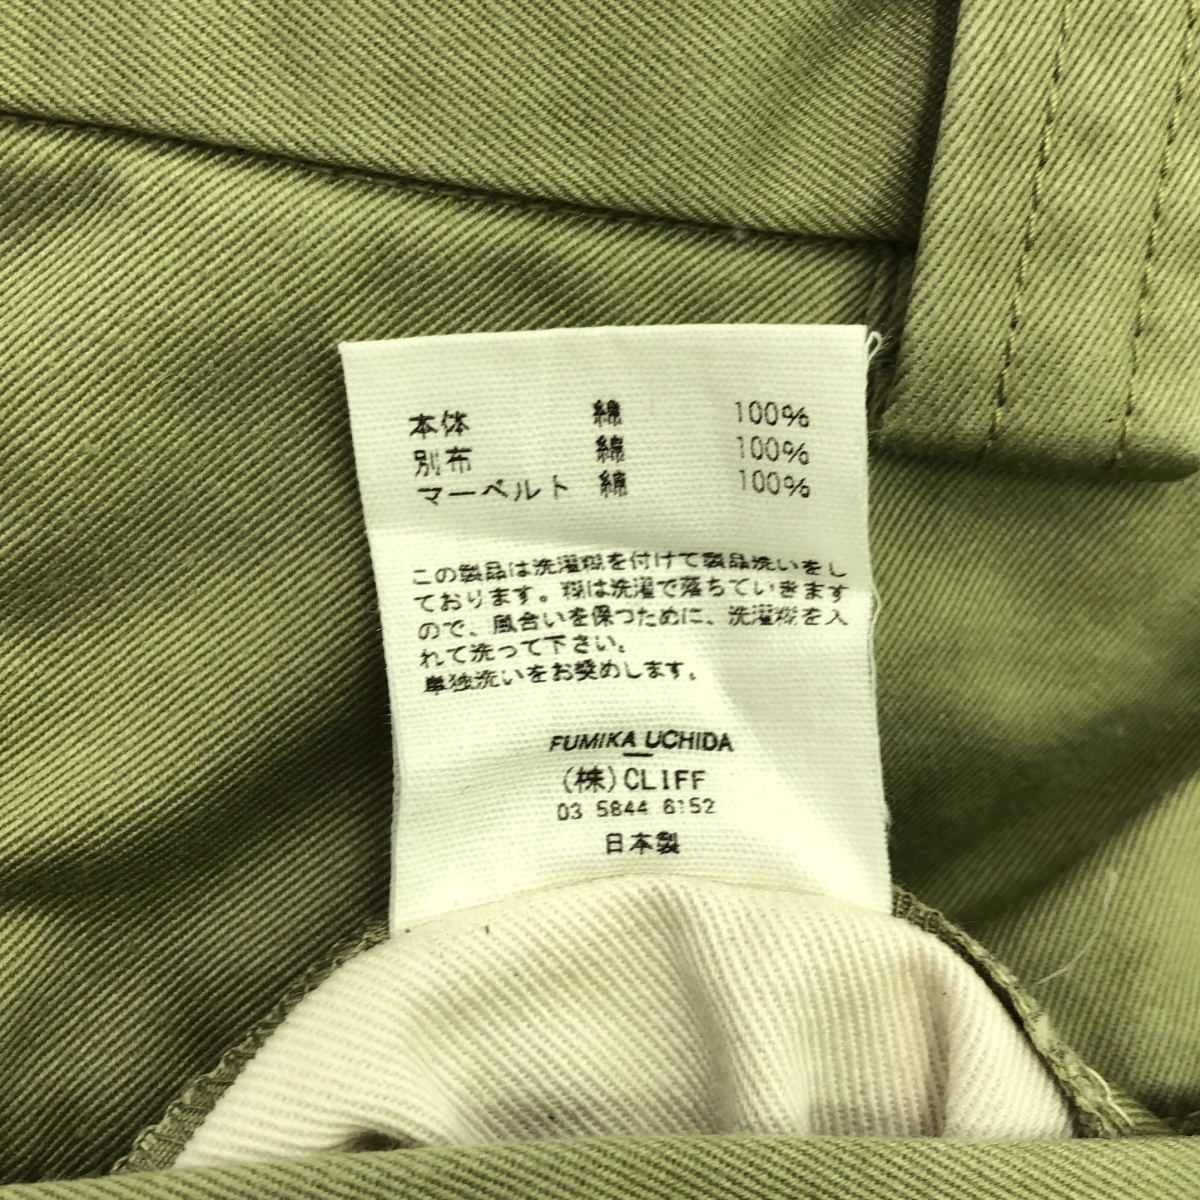 本体 綿 100%
別布 綿 100%
マーベルト 綿 100%
この製品は洗濯糊を付けて製品洗いをし
ております。糊は洗濯で落ちていきます
ので、風合いを保つために、洗濯糊を入
れて洗って下さい。
単独洗いをお奨めします。
FUMIKA_UCHIDA
(株)CLIFF
03 5844 6152
日本製